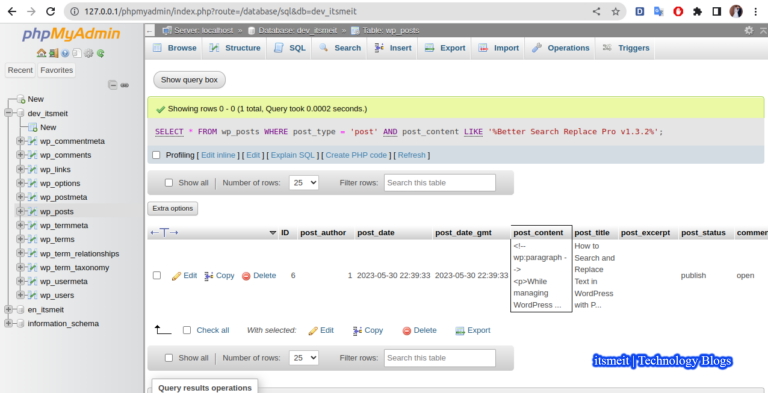 127.0.0.1/phpmyadmin/index.php?route=/database/sql&db=dev_itsmeit
phpMyAdmin
Server: localhost » Database: dev_itsmeit » Table: wp_posts
Browse Structure SQL Search Insert Export Import Operations Triggers
Recent Favorites
Show query box
New
dev_itsmeit
New
wp_commentmeta
wp_comments
wp_links
wp_options
wp_postmeta
wp_posts
wp_termmeta
wp_terms
wp_term_relationships
wp_term_taxonomy
wp_usermeta
wp_users
en_itsmeit
information_schema
Showing rows 0 - 0 (1 total, Query took 0.0002 seconds.)
SELECT * FROM wp_posts WHERE post_type = 'post' AND post_content LIKE '%Better Search Replace Pro v1.3.2%';
Profiling [ Edit inline ] [ Edit ] [ Explain SQL ] [ Create PHP code ] [ Refresh ]
Show all Number of rows: 25 Filter rows: Search this table
Extra options
ID post_author post_date post_date_gmt post_content post_title post_excerpt post_status commen
Edit Copy Delete 6 1 2023-05-30 22:39:33 2023-05-30 22:39:33
<!--
wp:paragraph -
->
<p>While
managing
WordPress ...
How to
Search and
Replace
Text in
WordPress
with P...
publish open
Check all With selected: Edit Copy Delete Export
Show all Number of rows: 25 Filter rows: Search this table
itsmeit | Technology Blogs
Query results operations